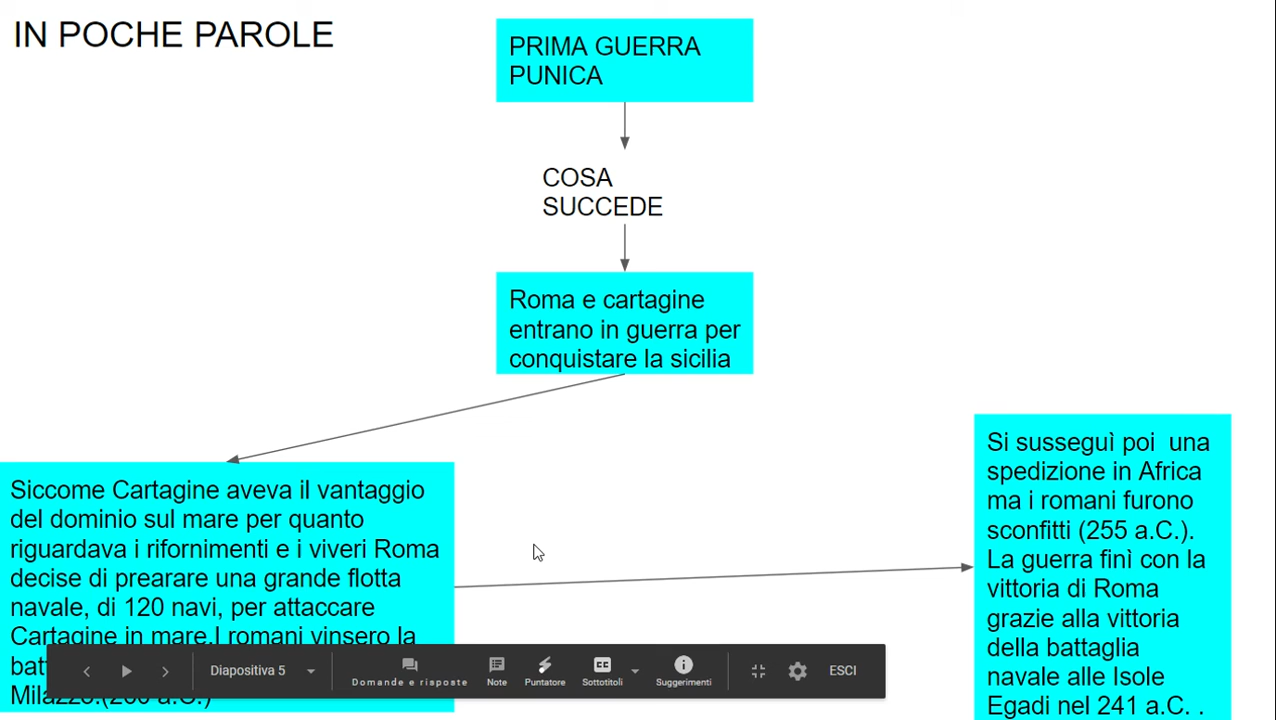 IN POCHE PAROLE
PRIMA GUERRA
PUNICA
COSA
SUCCEDE
Roma e cartagine
entrano in guerra per
conquistare la sicilia
Siccome Cartagine aveva il vantaggio
del dominio sul mare per quanto
riguardava i rifornimenti e i viveri Roma
decise di prearare una grande flotta
navale, di 120 navi, per attaccare
Cartagine in mare.I romani vinsero la
Si susseguì poi una
spedizione in Africa
ma i romani furono
sconfitti (255 a.C.).
La guerra finì con la
vittoria di Roma
grazie alla vittoria
della battaglia
navale alle Isole
Egadi nel 241 a.C. .
Diapositiva 5
Domande e risposte
Note
Puntatore
Sottotitoli
Suggerimenti
ESCI